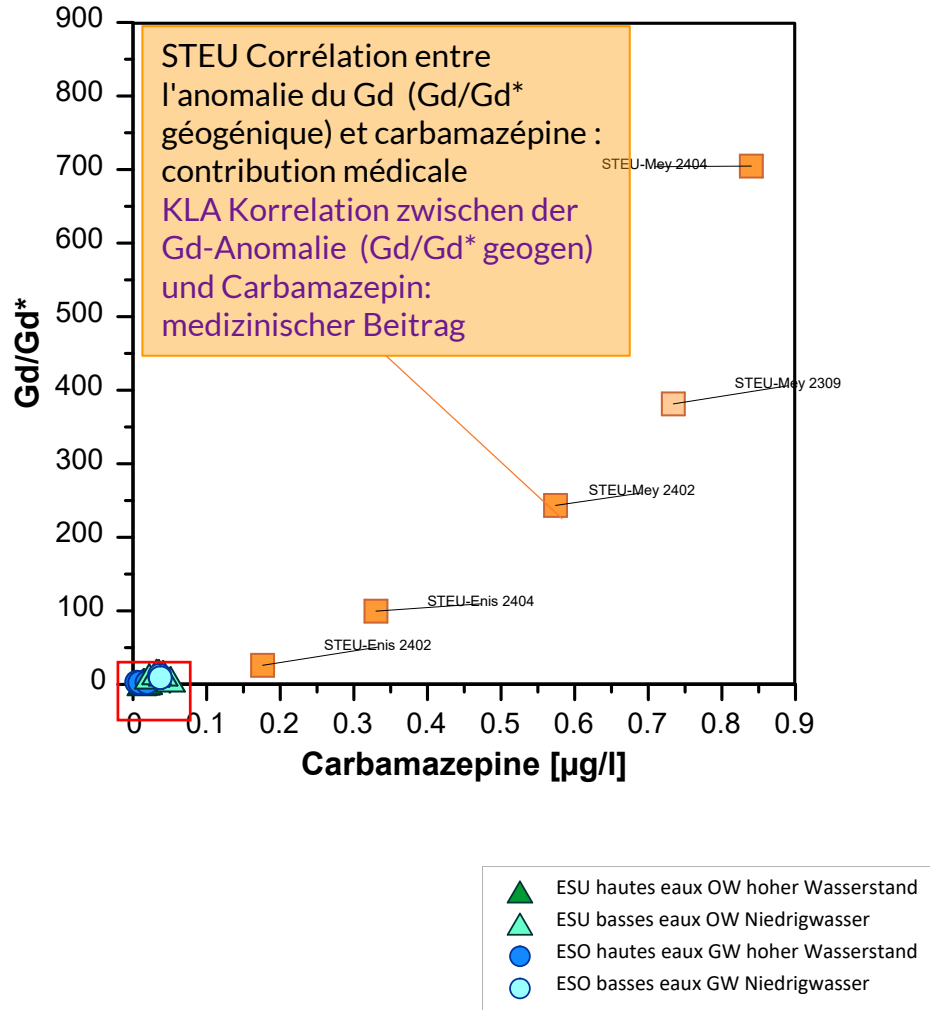 900
800
700
600
500
400
300
200
100
0
Gd/Gd*
STEU Corrélation entre
l'anomalie du Gd (Gd/Gd*
géogénique) et carbamazépine :
contribution médicale
KLA Korrelation zwischen der
Gd-Anomalie (Gd/Gd* geogen)
und Carbamazepin:
medizinischer Beitrag
STEU-Mey 2404
STEU-Mey 2309
STEU-Mey 2402
STEU-Enis 2404
STEU-Enis 2402
0 0.1 0.2 0.3 0.4 0.5 0.6 0.7 0.8 0.9
Carbamazepine [µg/l]
ESU hautes eaux OW hoher Wasserstand
ESU basses eaux OW Niedrigwasser
ESO hautes eaux GW hoher Wasserstand
ESO basses eaux GW Niedrigwasser